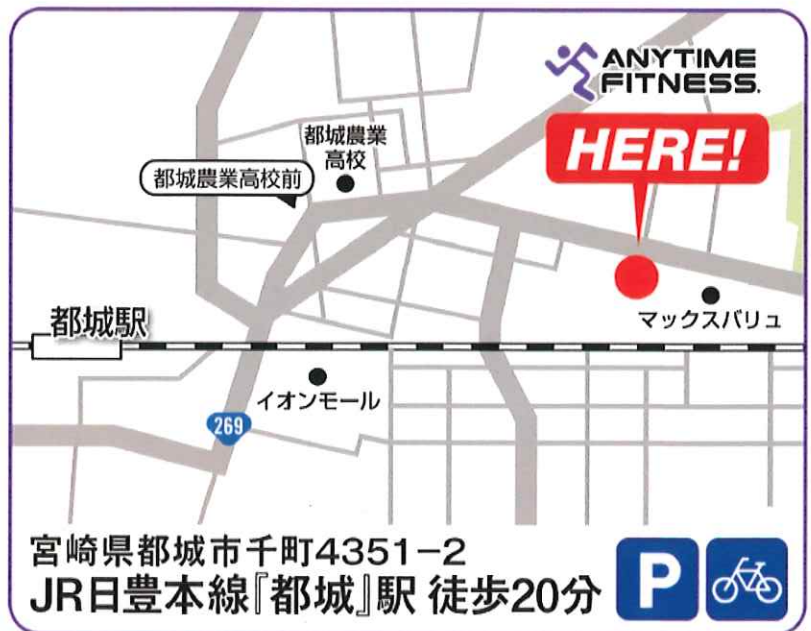 ANYTIME
FITNESS.
HERE!
都城農業
高校
都城農業高校前
マックスバリュ
都城駅
イオンモール
269
宮崎県都城市千町4351-2
JR日豊本線『都城』駅 徒歩20分
P